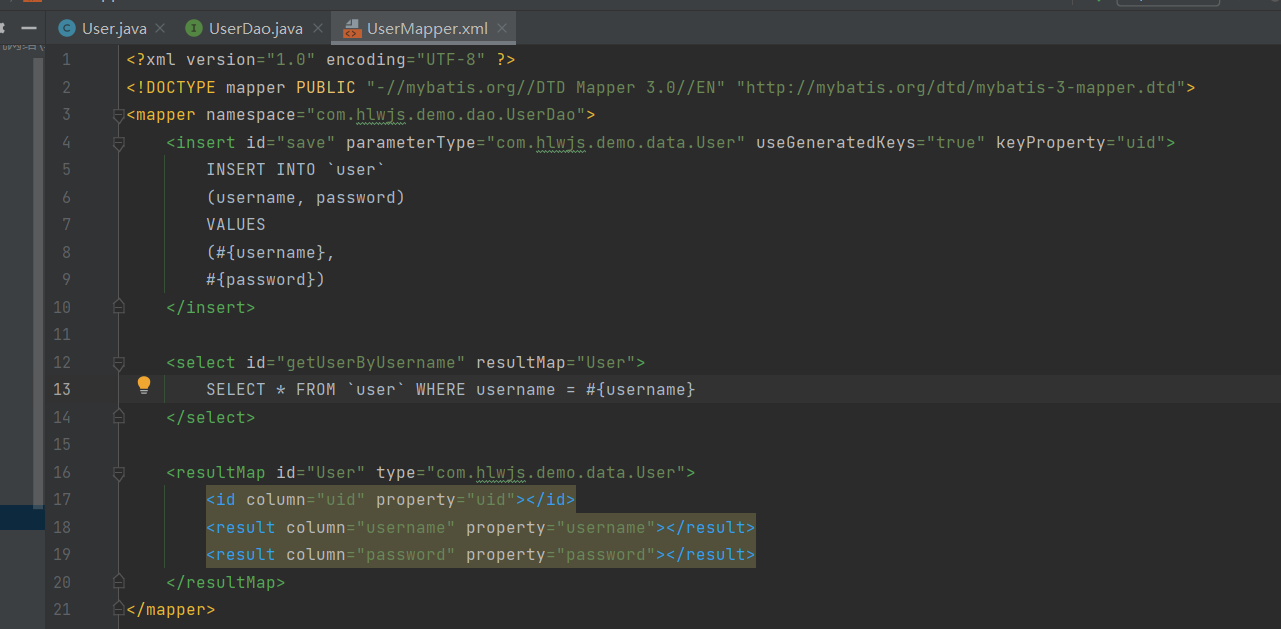 User.java
UserDao.java
UserMapper.xml
1 <?xml version="1.0" encoding="UTF-8" ?>
2 <!DOCTYPE mapper PUBLIC "-//mybatis.org//DTD Mapper 3.0//EN" "http://mybatis.org/dtd/mybatis-3-mapper.dtd">
3 <mapper namespace="com.hlwjs.demo.dao.UserDao">
4 <insert id="save" parameterType="com.hlwjs.demo.data.User" useGeneratedKeys="true" keyProperty="uid">
5 INSERT INTO `user`
6 (username, password)
7 VALUES
8 (#{username},
9 #{password})
10 </insert>
11
12 <select id="getUserByUsername" resultMap="User">
13 SELECT * FROM `user` WHERE username = #{username}
14 </select>
15
16 <resultMap id="User" type="com.hlwjs.demo.data.User">
17 <id column="uid" property="uid"></id>
18 <result column="username" property="username"></result>
19 <result column="password" property="password"></result>
20 </resultMap>
21 </mapper>